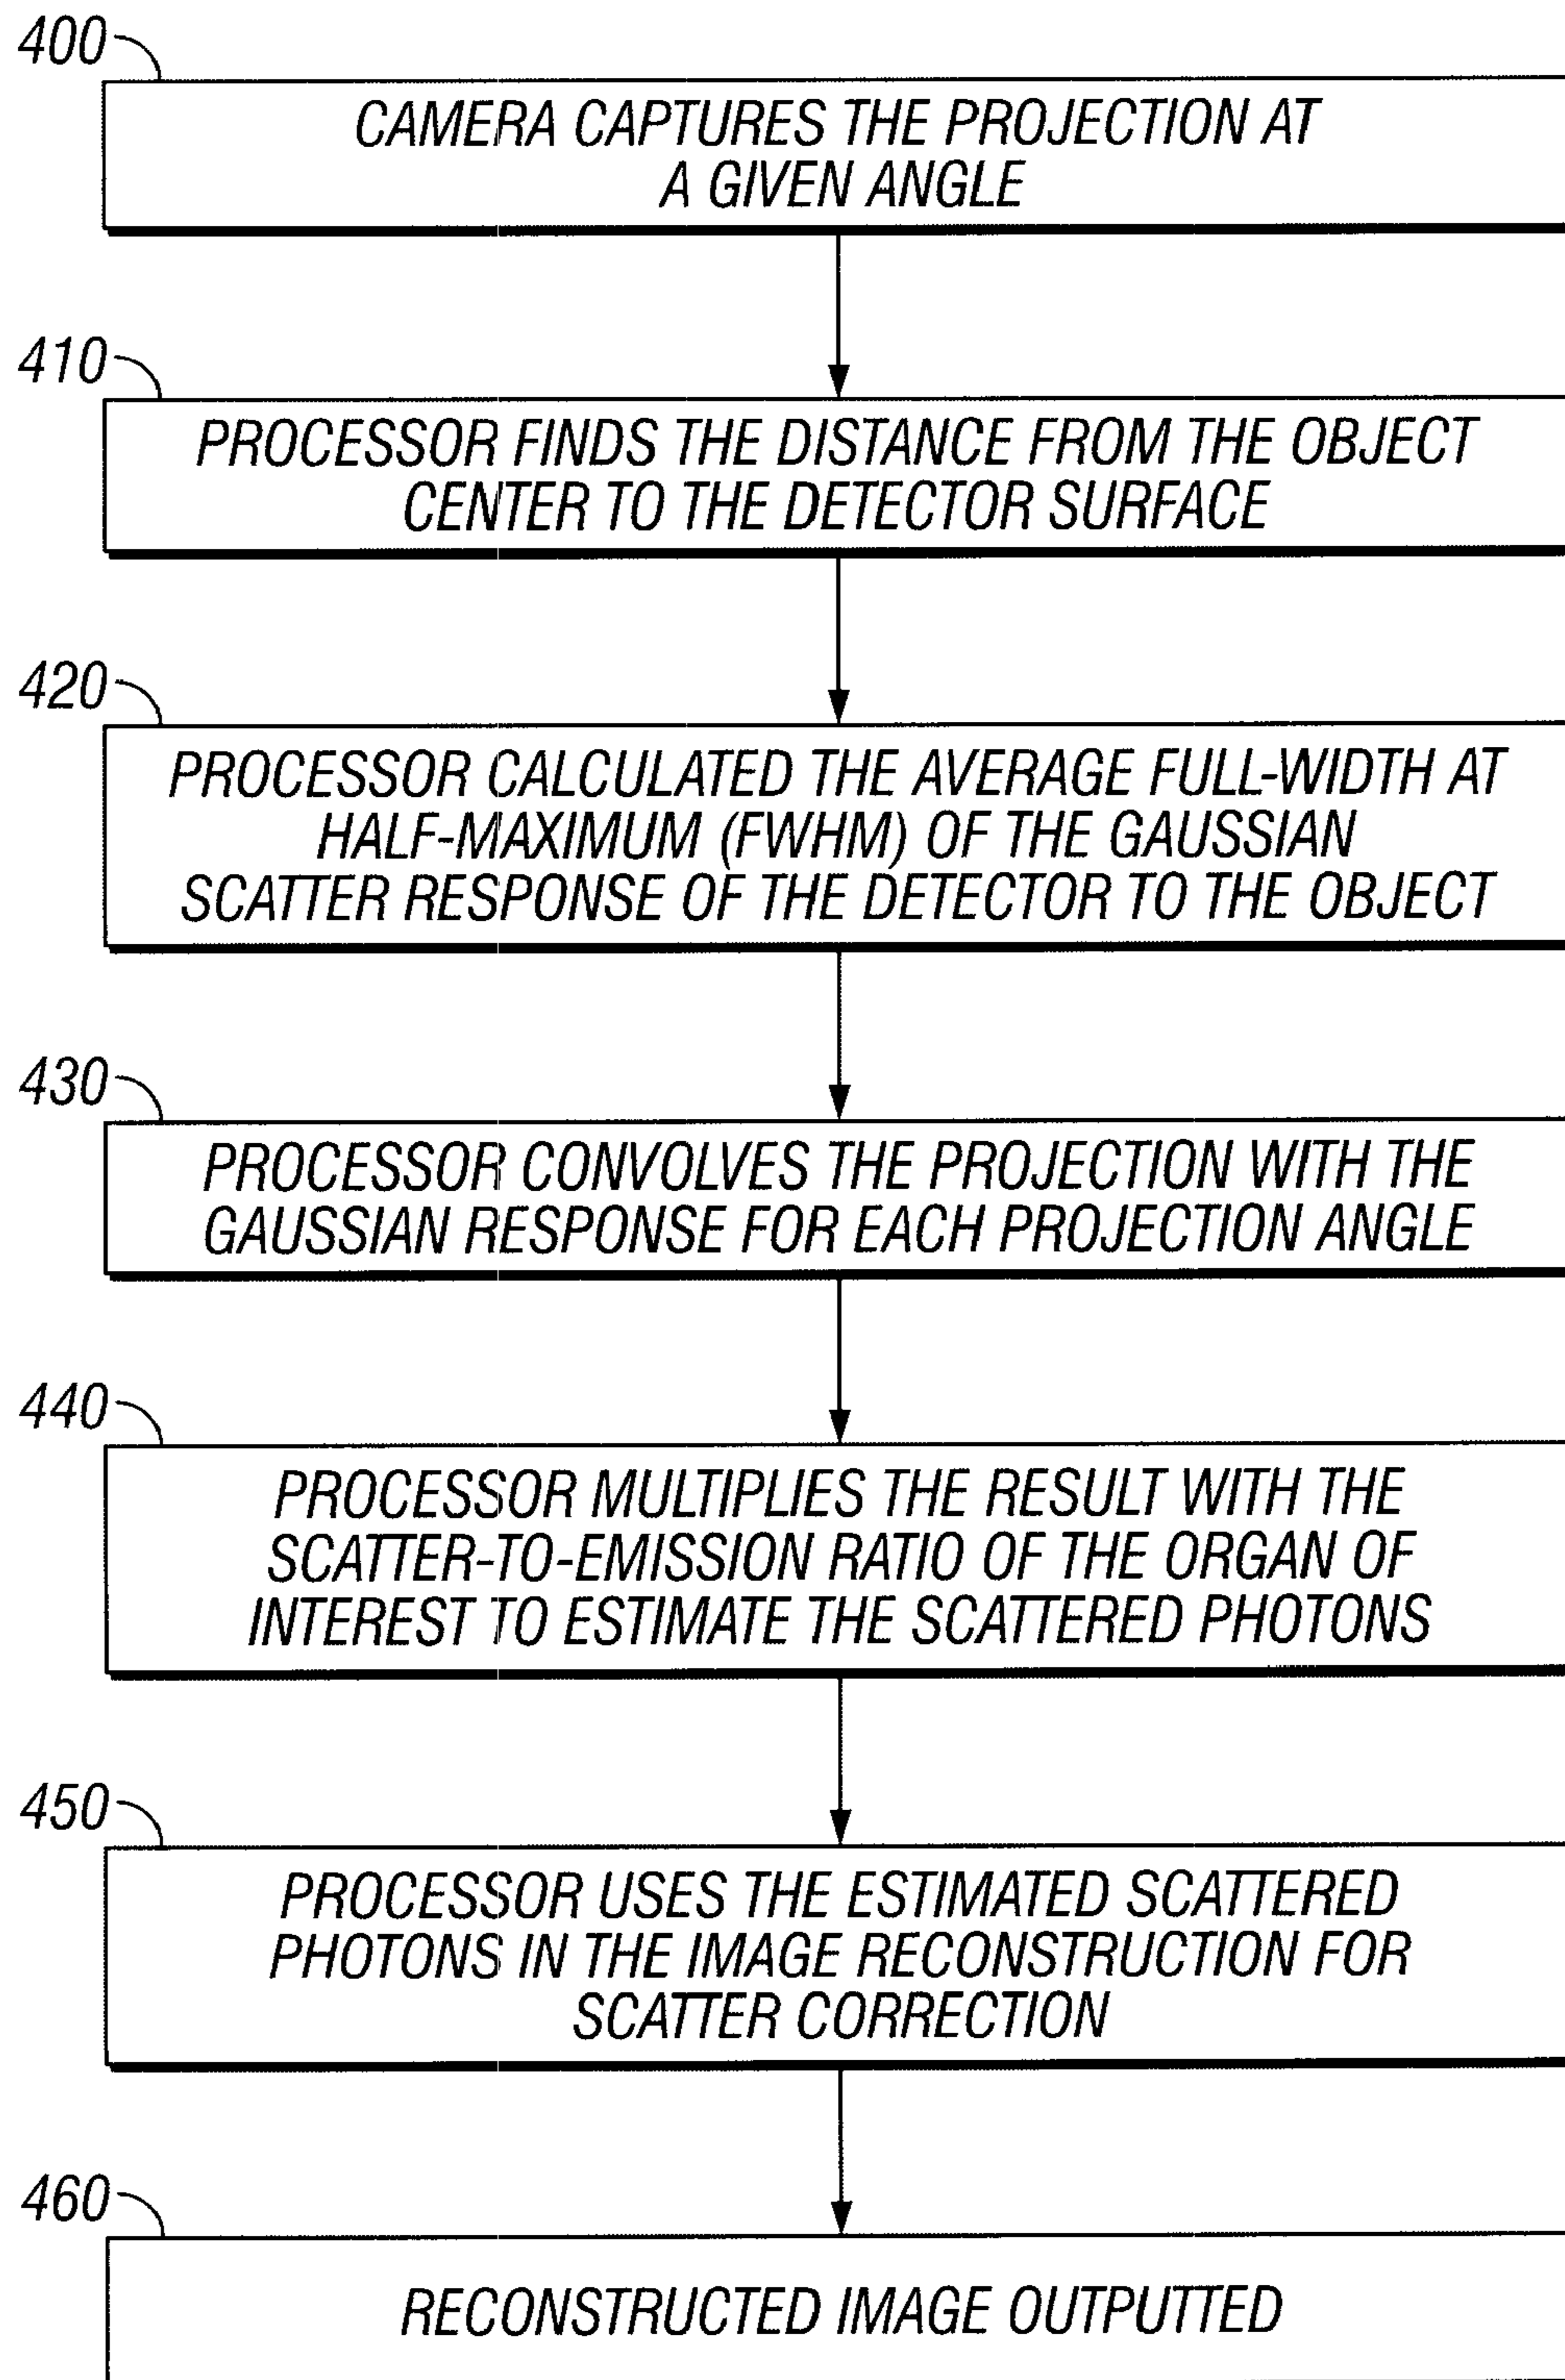 400
CAMERA CAPTURES THE PROJECTION AT
A GIVEN ANGLE
410
PROCESSOR FINDS THE DISTANCE FROM THE OBJECT
CENTER TO THE DETECTOR SURFACE
420
PROCESSOR CALCULATED THE AVERAGE FULL-WIDTH AT
HALF-MAXIMUM (FWHM) OF THE GAUSSIAN
SCATTER RESPONSE OF THE DETECTOR TO THE OBJECT
430
PROCESSOR CONVOLVES THE PROJECTION WITH THE
GAUSSIAN RESPONSE FOR EACH PROJECTION ANGLE
440
PROCESSOR MULTIPLIES THE RESULT WITH THE
SCATTER-TO-EMISSION RATIO OF THE ORGAN OF
INTEREST TO ESTIMATE THE SCATTERED PHOTONS
450
PROCESSOR USES THE ESTIMATED SCATTERED
PHOTONS IN THE IMAGE RECONSTRUCTION FOR
SCATTER CORRECTION
460
RECONSTRUCTED IMAGE OUTPUTTED